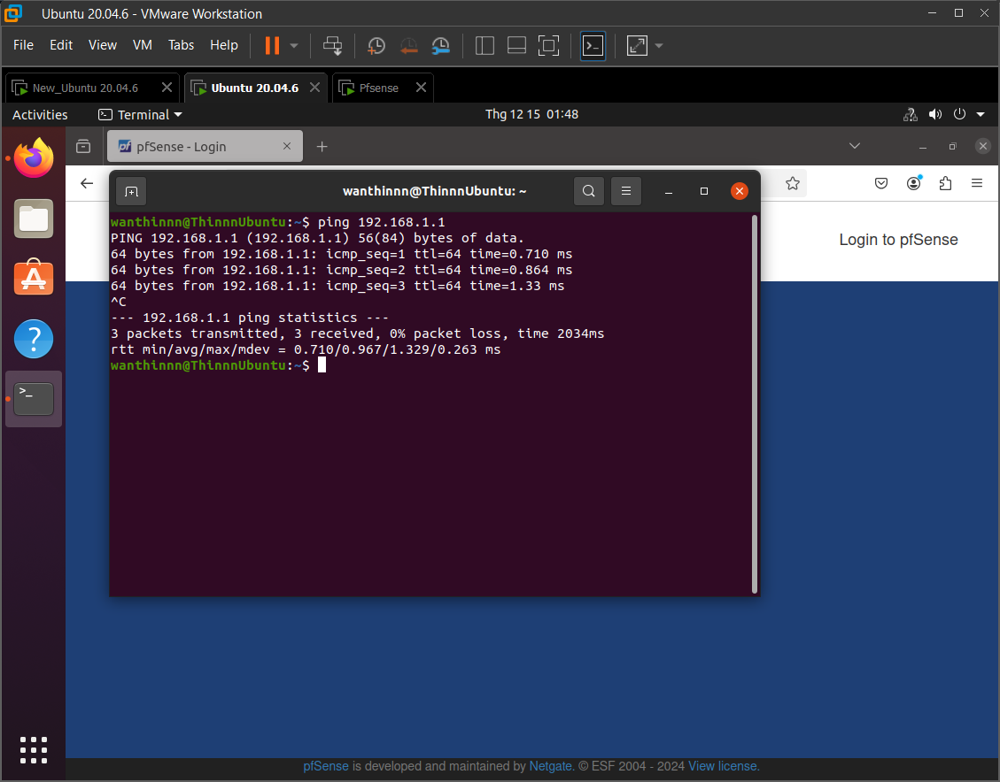 Ubuntu 20.04.6 - VMware Workstation
File Edit View VM Tabs Help
New_Ubuntu 20.04.6 Ubuntu 20.04.6 Pfsense
Activities Terminal Thg 12 15 01:48
pf pfSense - Login
wanthinnn@ThinnnUbuntu: ~
wanthinnn@ThinnnUbuntu:~$ ping 192.168.1.1
PING 192.168.1.1 (192.168.1.1) 56(84) bytes of data.
64 bytes from 192.168.1.1: icmp_seq=1 ttl=64 time=0.710 ms
64 bytes from 192.168.1.1: icmp_seq=2 ttl=64 time=0.864 ms
64 bytes from 192.168.1.1: icmp_seq=3 ttl=64 time=1.33 ms
^C
--- 192.168.1.1 ping statistics ---
3 packets transmitted, 3 received, 0% packet loss, time 2034ms
rtt min/avg/max/mdev = 0.710/0.967/1.329/0.263 ms
wanthinnn@ThinnnUbuntu:~$
Login to pfSense
pfSense is developed and maintained by Netgate. © ESF 2004 - 2024 View license.